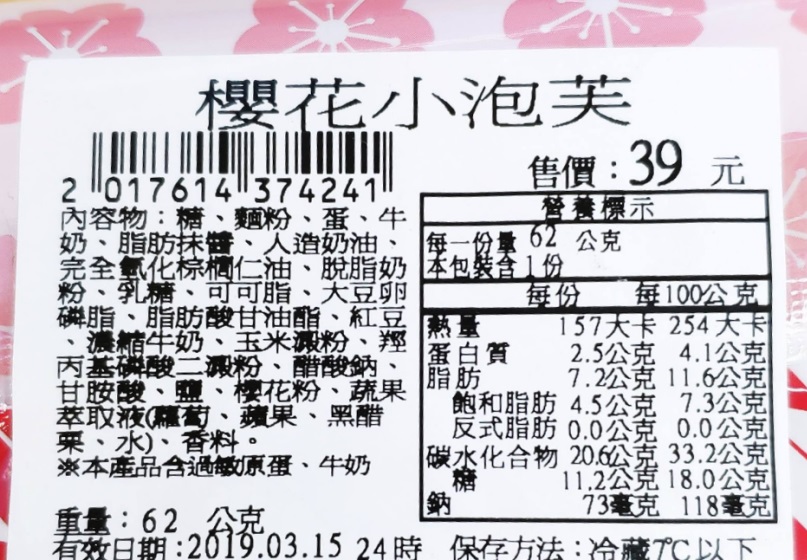 櫻花小泡芙
2 017614 374241
售價：39 元
內容物：糖、麵粉、蛋、牛
奶、脂肪抹醬、人造奶油、
完全氫化棕櫚仁油、脫脂奶
粉、乳糖、可可脂、大豆卵
磷脂、脂肪酸甘油酯、紅豆
、濃縮牛奶、玉米澱粉、羥
丙基磷酸二澱粉、醋酸鈉、
甘胺酸、鹽、櫻花粉、蔬果
萃取液(蘿蔔、蘋果、黑醋
栗、水)、香料。
※本產品含過敏原蛋、牛奶
重量：62 公克
有效日期：2019.03.15 24時
營養標示
每一份量 62 公克
本包裝含 1份
每份 每100公克
熱量 157大卡 254大卡
蛋白質 2.5公克 4.1公克
脂肪 7.2公克 11.6公克
飽和脂肪 4.5公克 7.3公克
反式脂肪 0.0公克 0.0公克
碳水化合物 20.6公克 33.2公克
糖 11.2公克 18.0公克
鈉 73毫克 118毫克
保存方法：冷藏7℃以下